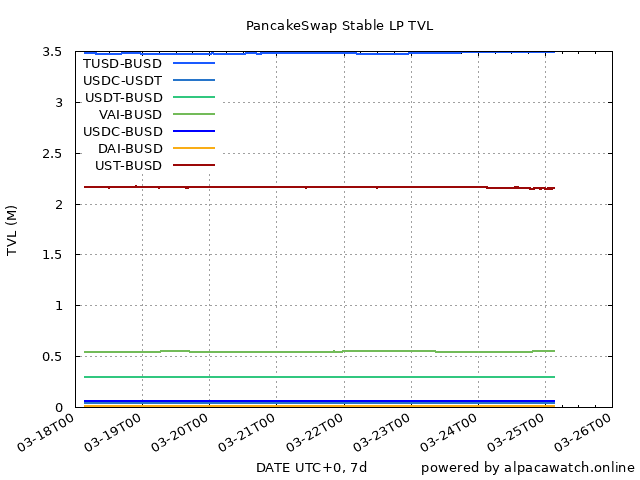 PancakeSwap Stable LP TVL
3.5
3
2.5
2
1.5
1
0.5
0
TVL (M)
TUSD-BUSD
USDC-USDT
USDT-BUSD
VAI-BUSD
USDC-BUSD
DAI-BUSD
UST-BUSD
03-18T00
03-19T00
03-20T00
03-21T00
03-22T00
03-23T00
03-24T00
03-25T00
03-26T00
DATE UTC+0, 7d
powered by alpacawatch.online